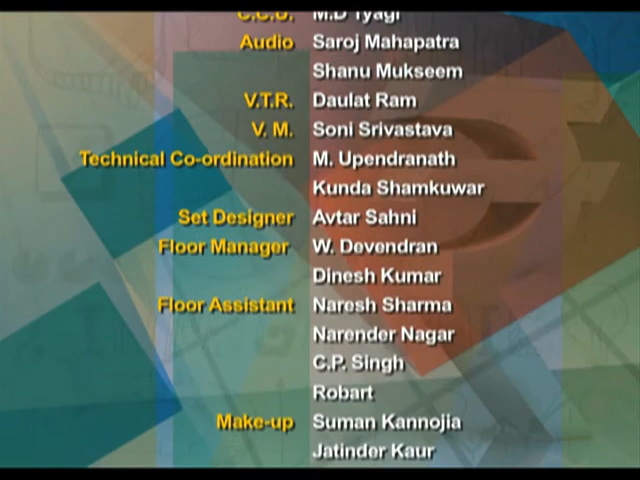 C.C.U. M.D Tyagi
Audio Saroj Mahapatra
Shanu Mukseem
V.T.R. Daulat Ram
V. M. Soni Srivastava
Technical Co-ordination M. Upendranath
Kunda Shamkuwar
Set Designer Avtar Sahni
Floor Manager W. Devendran
Dinesh Kumar
Floor Assistant Naresh Sharma
Narender Nagar
C.P. Singh
Robart
Make-up Suman Kannojia
Jatinder Kaur